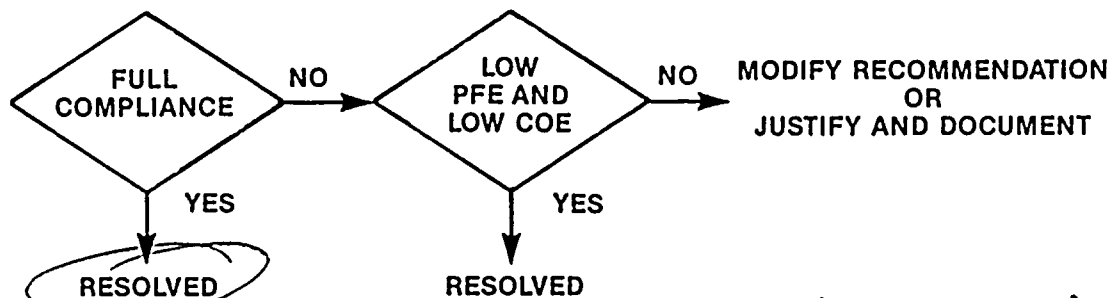 FULL
COMPLIANCE
NO
LOW
PFE AND
LOW COE
NO
MODIFY RECOMMENDATION
OR
JUSTIFY AND DOCUMENT
YES
RESOLVED
YES
RESOLVED